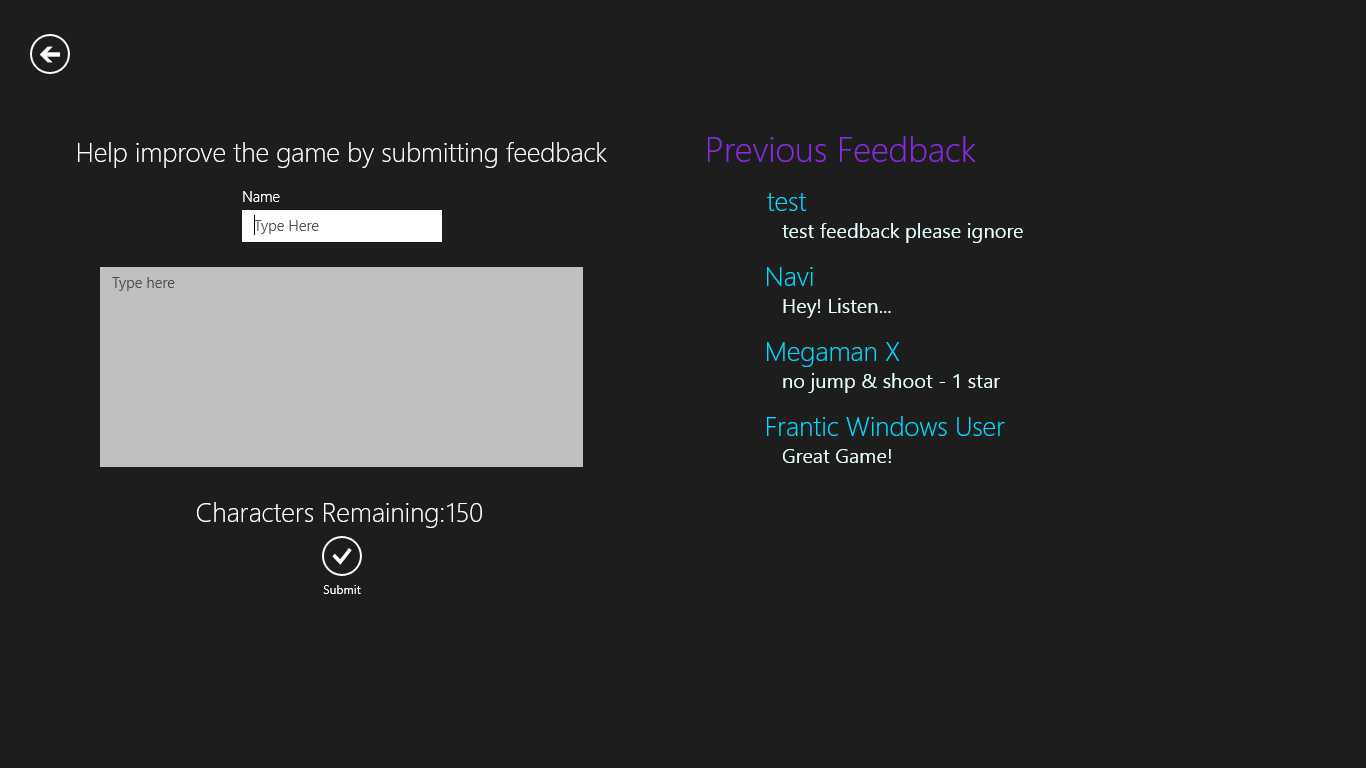 Help improve the game by submitting feedback
Name
Type Here
Type here
Characters Remaining:150
Submit
Previous Feedback
test
test feedback please ignore
Navi
Hey! Listen...
Megaman X
no jump & shoot - 1 star
Frantic Windows User
Great Game!